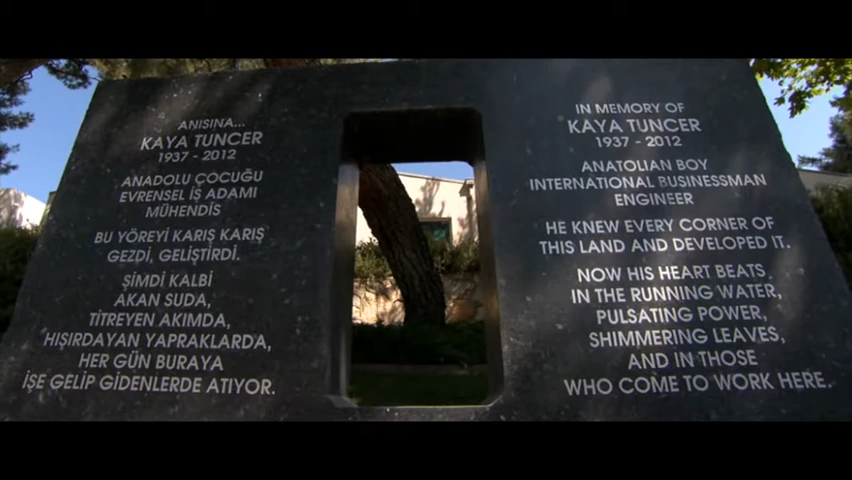 ANISINA...
KAYA TUNCER
1937 - 2012
ANADOLU ÇOCUĞU
EVRENSEL İŞ ADAMI
MÜHENDİS
BU YÖREYİ KARIŞ KARIŞ
GEZDİ, GELİŞTİRDİ.
ŞİMDİ KALBİ
AKAN SUDA,
TİTREYEN AKIMDA,
HIŞIRDAYAN YAPRAKLARDA,
HER GÜN BURAYA
İŞE GELİP GİDENLERDE ATIYOR.
IN MEMORY OF
KAYA TUNCER
1937 - 2012
ANATOLIAN BOY
INTERNATIONAL BUSINESSMAN
ENGINEER
HE KNEW EVERY CORNER OF
THIS LAND AND DEVELOPED IT.
NOW HIS HEART BEATS
IN THE RUNNING WATER,
PULSATING POWER,
SHIMMERING LEAVES,
AND IN THOSE
WHO COME TO WORK HERE.